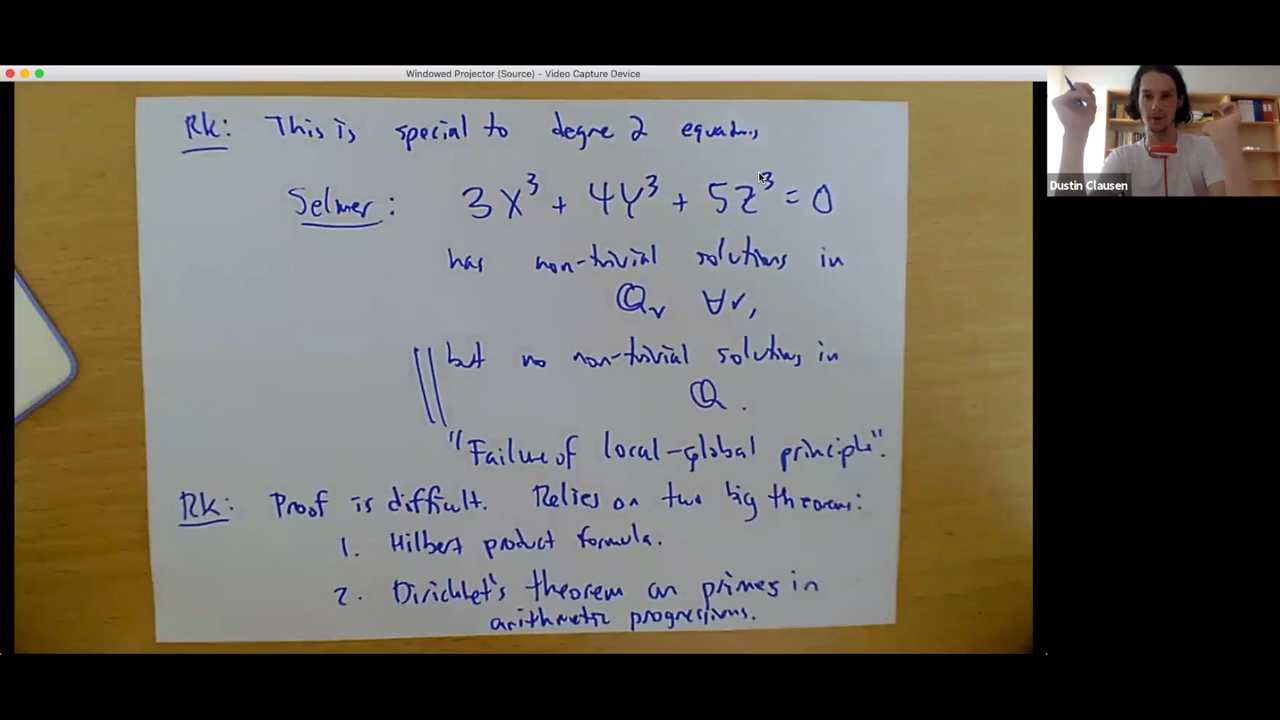 Windowed Projector (Source) - Video Capture Device
Dustin Clausen
Rk: This is special to degree 2 equations
Selmer: 3X³ + 4Y³ + 5Z³ = 0
has non-trivial solutions in
ℚᵥ ∀v,
but no non-trivial solutions in
ℚ.
"Failure of local-global principle".
Rk: Proof is difficult. Relies on two big theorems:
1. Hilbert product formula.
2. Dirichlet's theorem on primes in
arithmetic progressions.